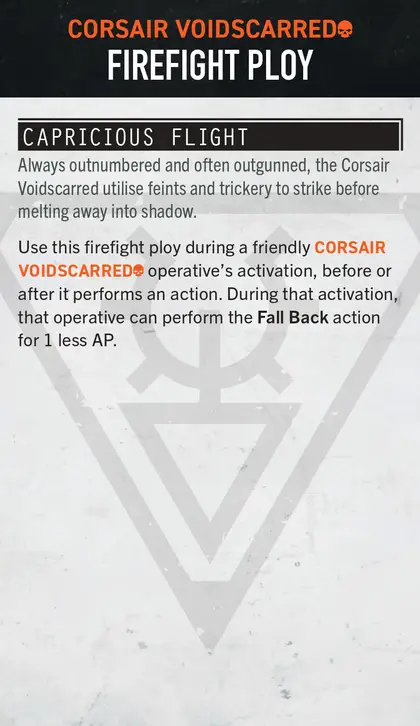 CORSAIR VOIDSCARRED
FIREFIGHT PLOY
CAPRICIOUS FLIGHT
Always outnumbered and often outgunned, the Corsair
Voidscarred utilise feints and trickery to strike before
melting away into shadow.
Use this firefight ploy during a friendly CORSAIR
VOIDSCARRED operative’s activation, before or
after it performs an action. During that activation,
that operative can perform the Fall Back action
for 1 less AP.